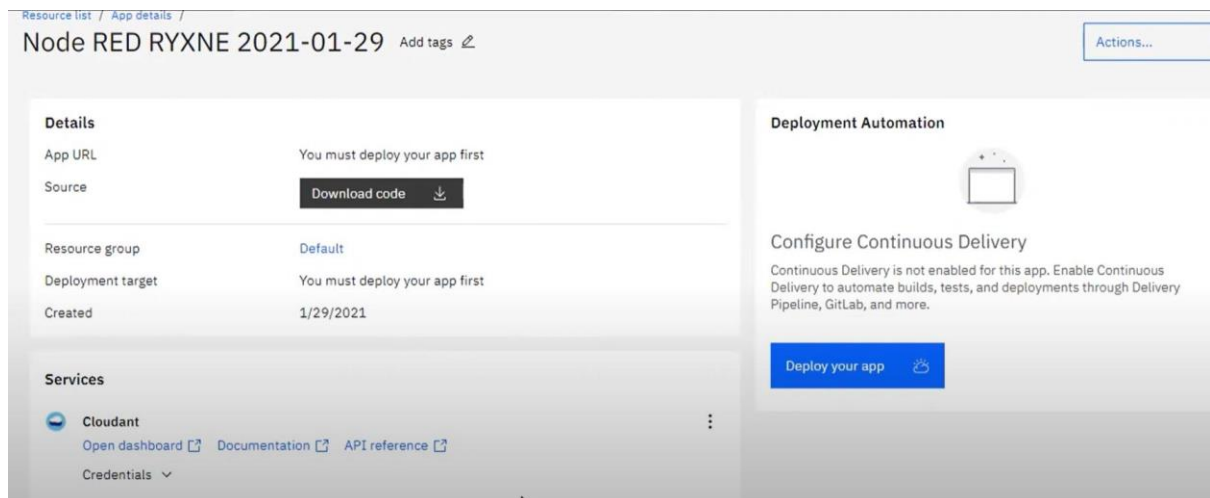 Resource list / App details /
Node RED RYXNE 2021-01-29 Add tags
Actions...
Details
App URL You must deploy your app first
Source Download code
Resource group Default
Deployment target You must deploy your app first
Created 1/29/2021
Services
Cloudant
Open dashboard Documentation API reference
Credentials
Deployment Automation
Configure Continuous Delivery
Continuous Delivery is not enabled for this app. Enable Continuous
Delivery to automate builds, tests, and deployments through Delivery
Pipeline, GitLab, and more.
Deploy your app